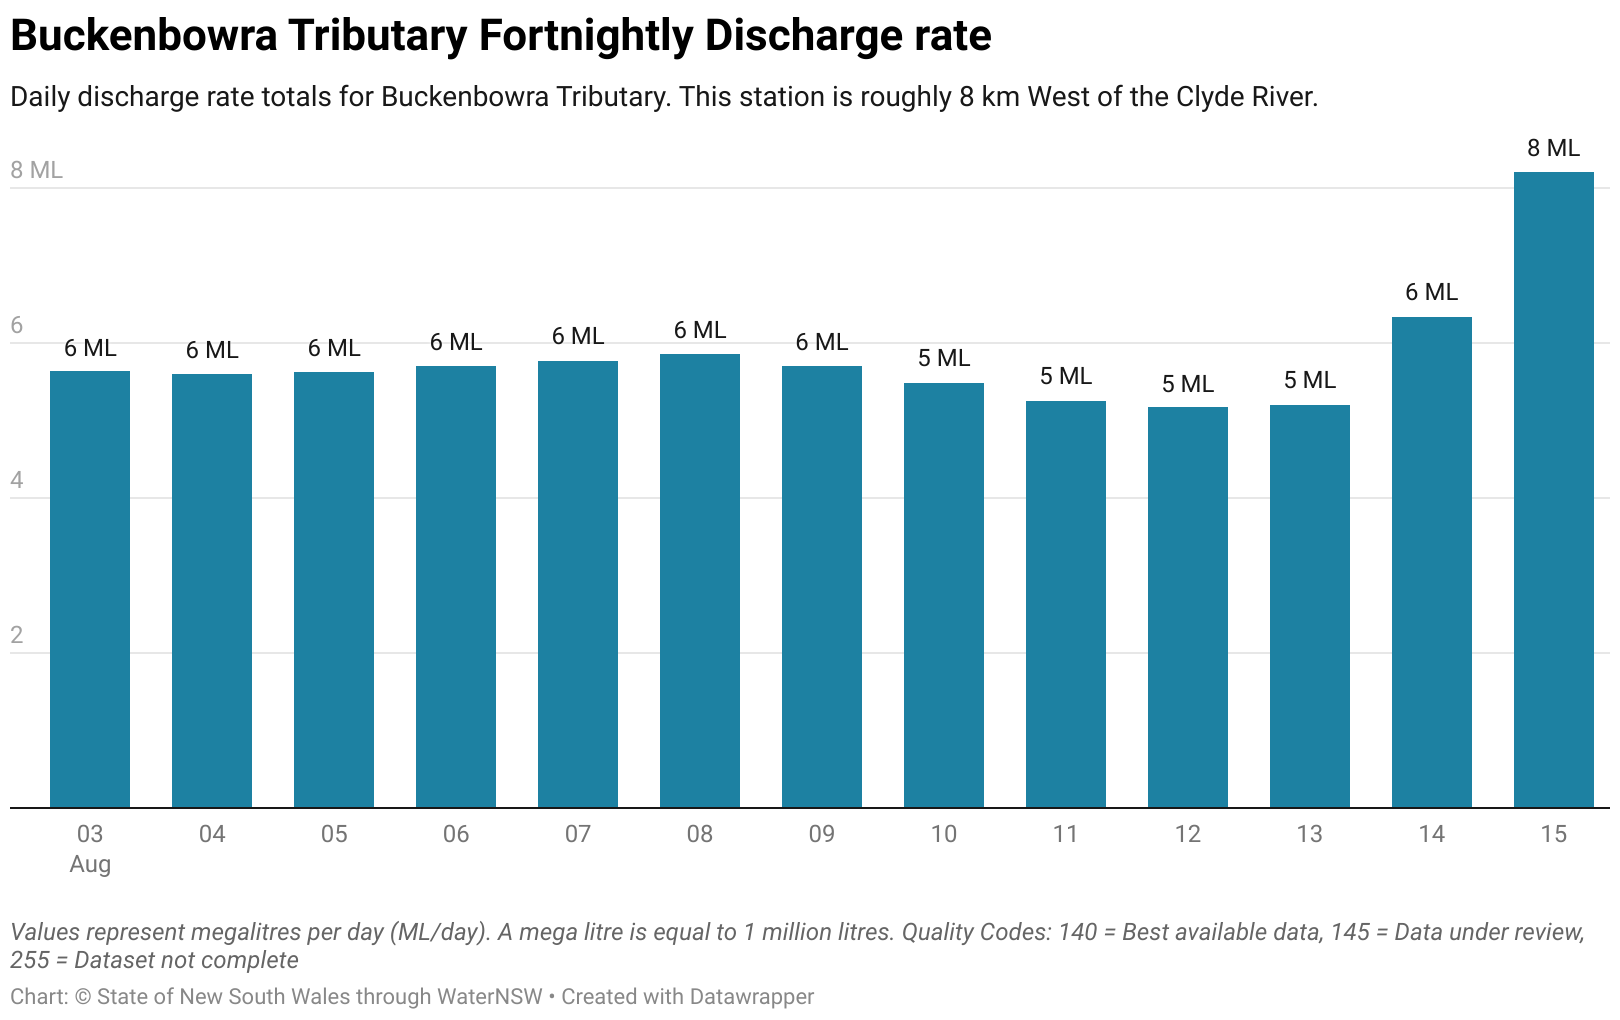 Buckenbowra Tributary Fortnightly Discharge rate
Daily discharge rate totals for Buckenbowra Tributary. This station is roughly 8 km West of the Clyde River.
8 ML
8 ML
6 ML
6
6 ML
6 ML
6 ML
6 ML
6 ML
6 ML
6 ML
5 ML
5 ML
5 ML
5 ML
4
2
03
04
05
06
07
08
09
10
11
12
13
14
15
Aug
Values represent megalitres per day (ML/day). A mega litre is equal to 1 million litres. Quality Codes: 140 = Best available data, 145 = Data under review,
255 = Dataset not complete
Chart: © State of New South Wales through WaterNSW • Created with Datawrapper